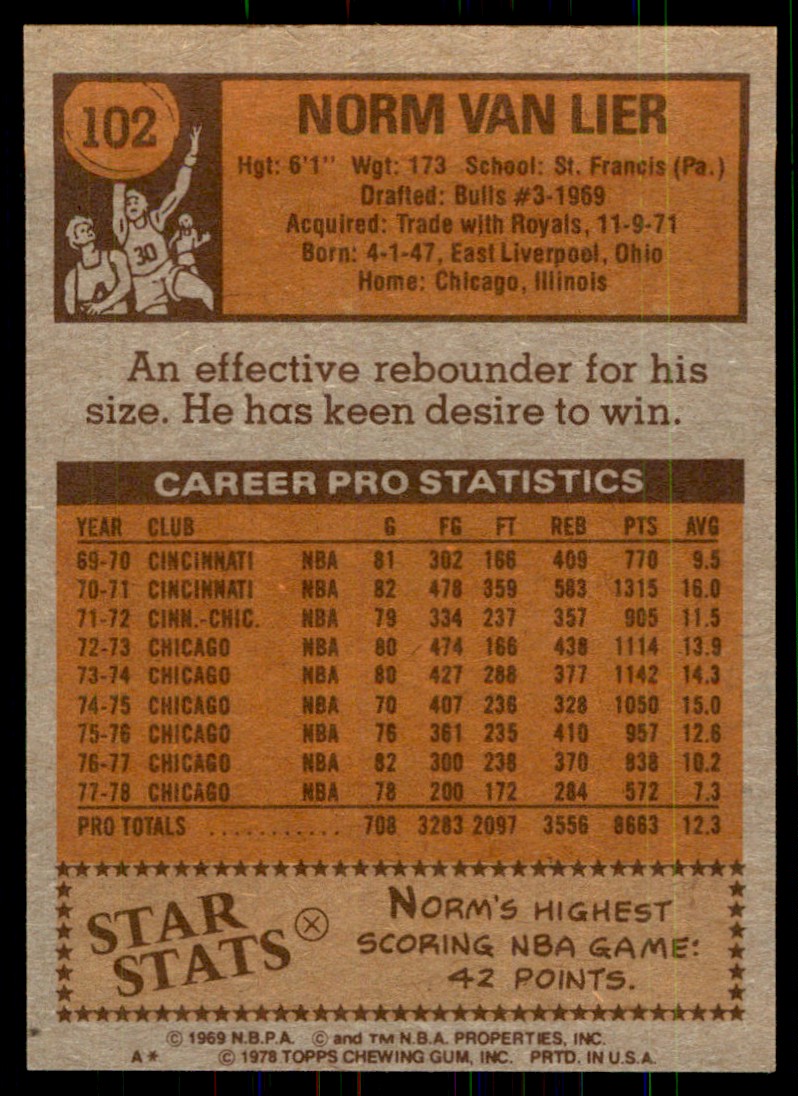 102
NORM VAN LIER
Hgt: 6'1" Wgt: 173 School: St. Francis (Pa.)
Drafted: Bulls #3-1969
Acquired: Trade with Royals, 11-9-71
Born: 4-1-47, East Liverpool, Ohio
Home: Chicago, Illinois
30
An effective rebounder for his
size. He has keen desire to win.
CAREER PRO STATISTICS
YEAR CLUB G FG FT REB PTS AVG
69-70 CINCINNATI NBA 81 302 166 409 770 9.5
70-71 CINCINNATI NBA 82 478 359 583 1315 16.0
71-72 CINN.-CHIC. NBA 79 334 237 357 905 11.5
72-73 CHICAGO NBA 80 474 166 438 1114 13.9
73-74 CHICAGO NBA 80 427 288 377 1142 14.3
74-75 CHICAGO NBA 70 407 236 328 1050 15.0
75-76 CHICAGO NBA 76 361 235 410 957 12.6
76-77 CHICAGO NBA 82 300 238 370 838 10.2
77-78 CHICAGO NBA 78 200 172 284 572 7.3
PRO TOTALS ............ 708 3283 2097 3556 8663 12.3
STAR
STATS
NORM'S HIGHEST
SCORING NBA GAME:
42 POINTS.
© 1969 N.B.P.A. © and TM N.B.A. PROPERTIES, INC.
A* © 1978 TOPPS CHEWING GUM, INC. PRTD. IN U.S.A.